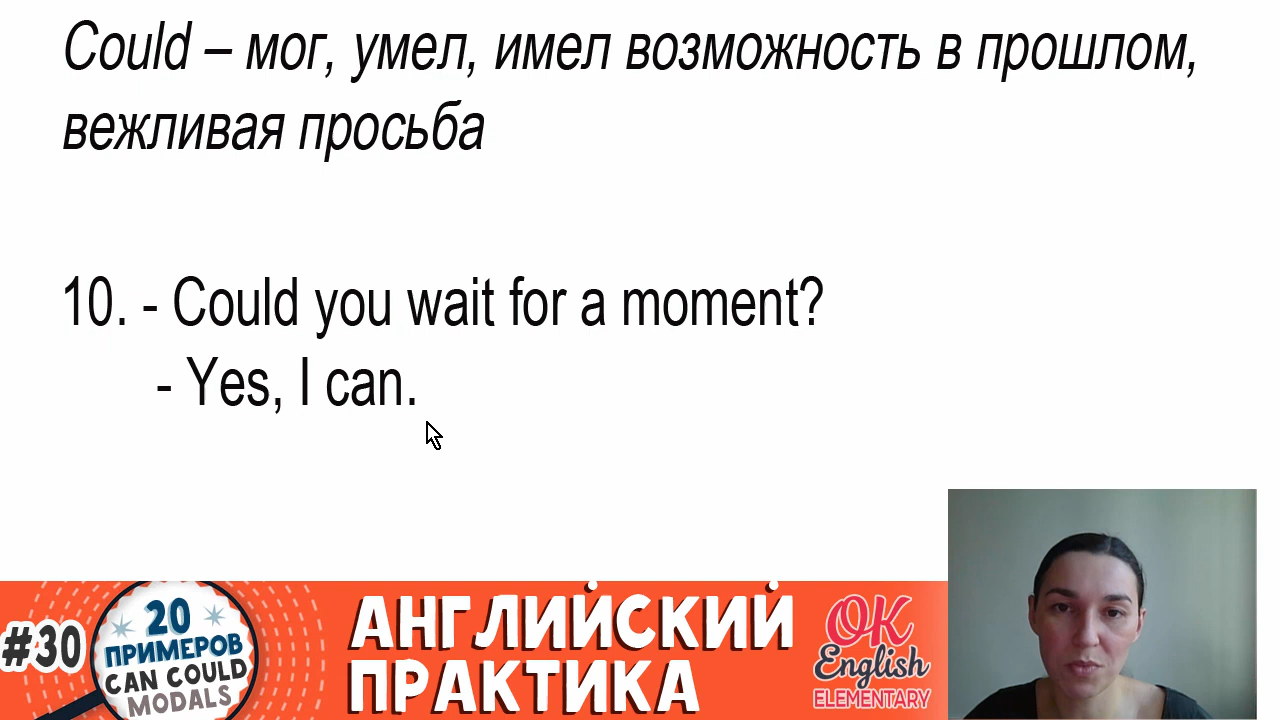 Could – мог, умел, имел возможность в прошлом,
вежливая просьба
10. - Could you wait for a moment?
- Yes, I can.
#30
20
ПРИМЕРОВ
CAN COULD
MODALS
АНГЛИЙСКИЙ
ПРАКТИКА
OK
English
ELEMENTARY